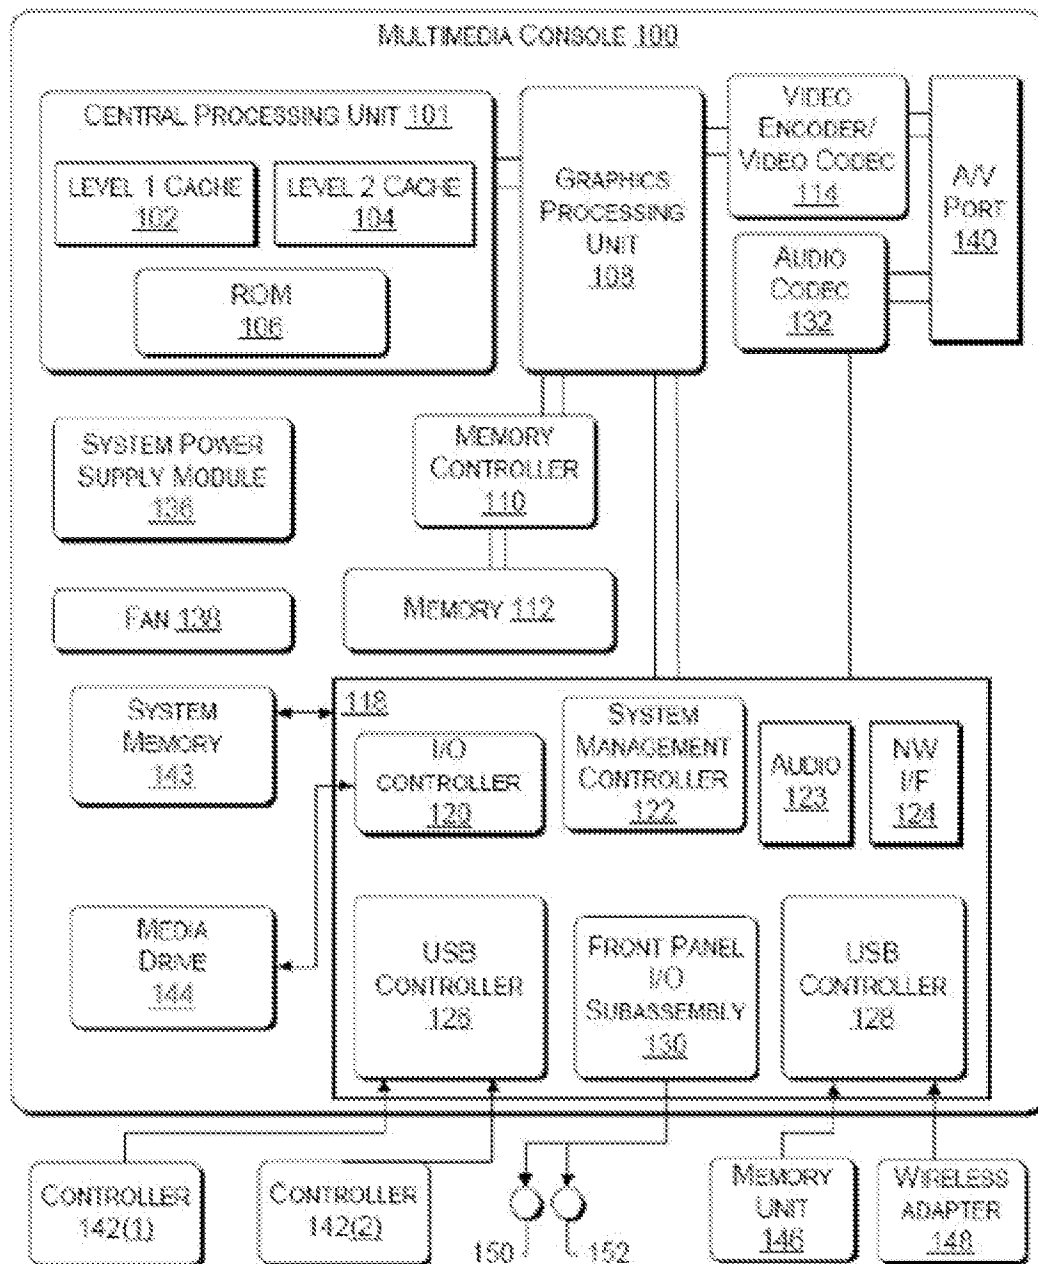 MULTIMEDIA CONSOLE 100
CENTRAL PROCESSING UNIT 101
LEVEL 1 CACHE
102
LEVEL 2 CACHE
104
ROM
106
GRAPHICS
PROCESSING
UNIT
108
VIDEO
ENCODER/
VIDEO CODEC
114
AUDIO
CODEC
132
A/V
PORT
140
SYSTEM POWER
SUPPLY MODULE
136
MEMORY
CONTROLLER
110
FAN 138
MEMORY 112
SYSTEM
MEMORY
143
118
I/O
CONTROLLER
120
SYSTEM
MANAGEMENT
CONTROLLER
122
AUDIO
123
NW
I/F
124
MEDIA
DRIVE
144
USB
CONTROLLER
126
FRONT PANEL
I/O
SUBASSEMBLY
130
USB
CONTROLLER
128
CONTROLLER
142(1)
CONTROLLER
142(2)
150
152
MEMORY
UNIT
146
WIRELESS
ADAPTER
148